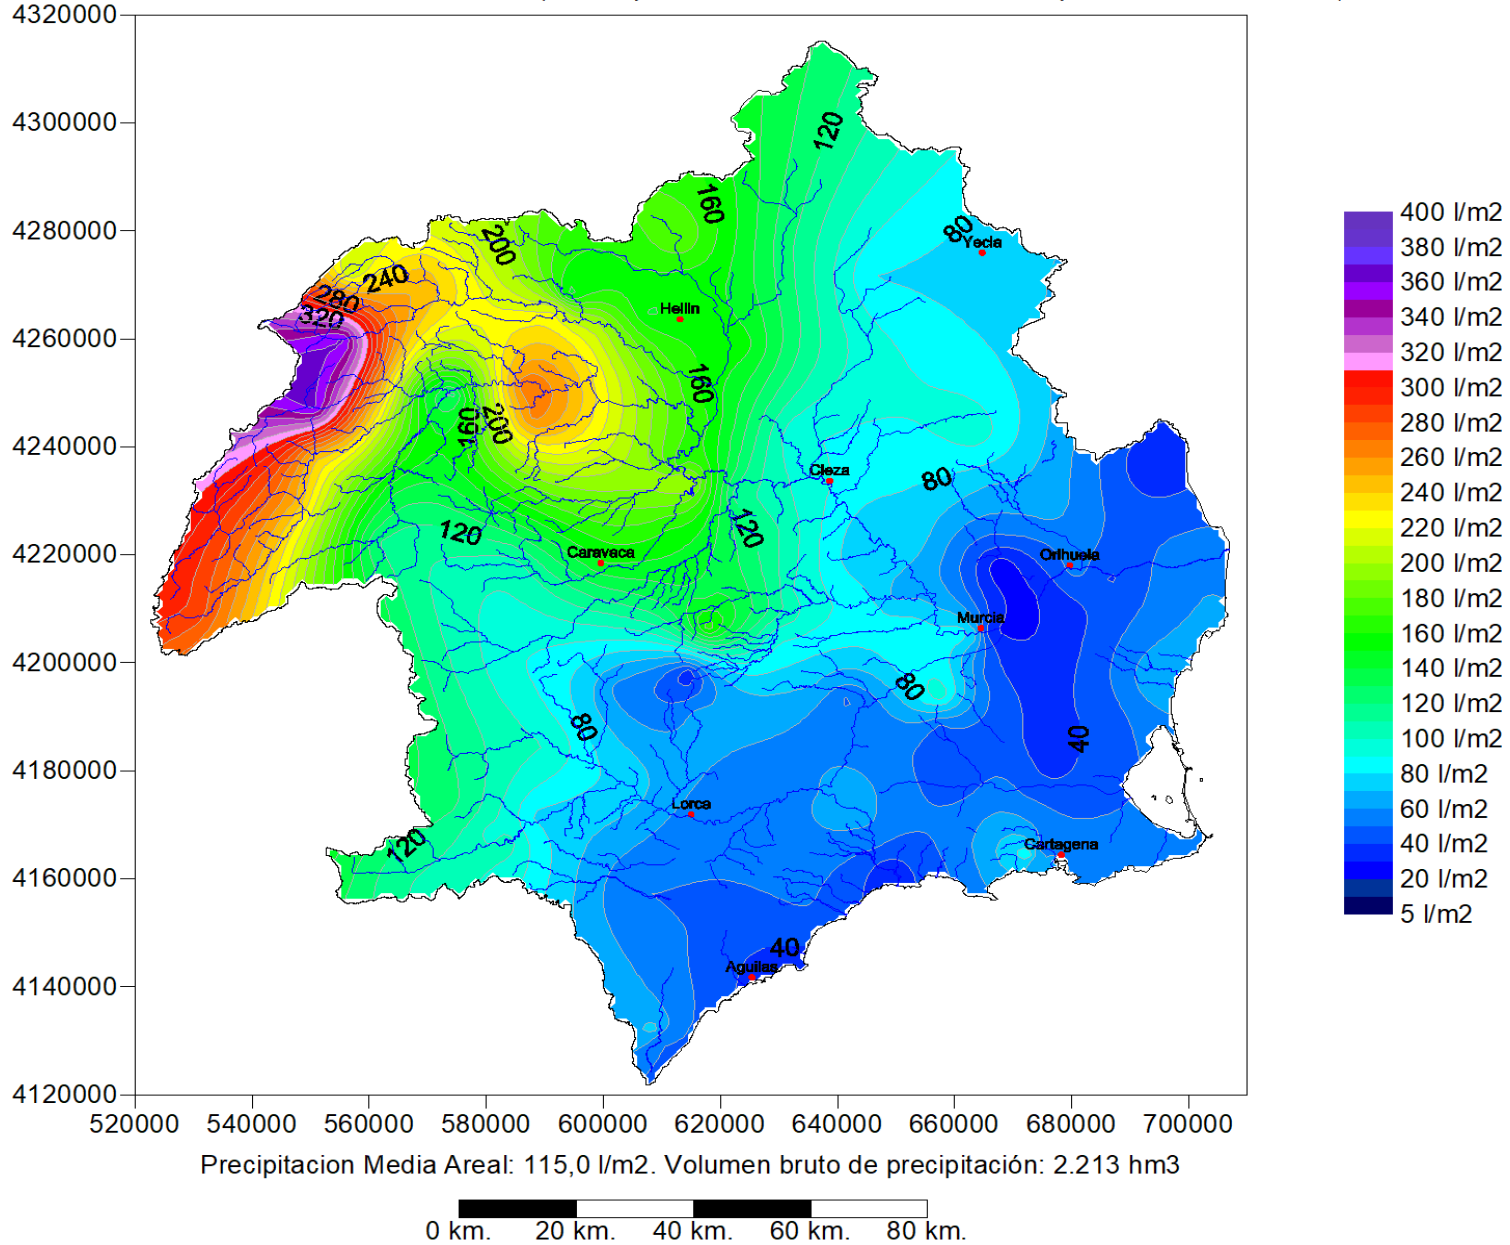 4320000
4300000
4280000
4260000
4240000
4220000
4200000
4180000
4160000
4140000
4120000
520000 540000 560000 580000 600000 620000 640000 660000 680000 700000
120
160
80
Yecla
200
240
280
320
Hellin
160
160
200
Cieza
80
120
120
Caravaca
Orihuela
Murcia
80
80
40
Lorca
120
Cartagena
40
Aguilas
400 l/m2
380 l/m2
360 l/m2
340 l/m2
320 l/m2
300 l/m2
280 l/m2
260 l/m2
240 l/m2
220 l/m2
200 l/m2
180 l/m2
160 l/m2
140 l/m2
120 l/m2
100 l/m2
80 l/m2
60 l/m2
40 l/m2
20 l/m2
5 l/m2
Precipitacion Media Areal: 115,0 l/m2. Volumen bruto de precipitación: 2.213 hm3
0 km. 20 km. 40 km. 60 km. 80 km.